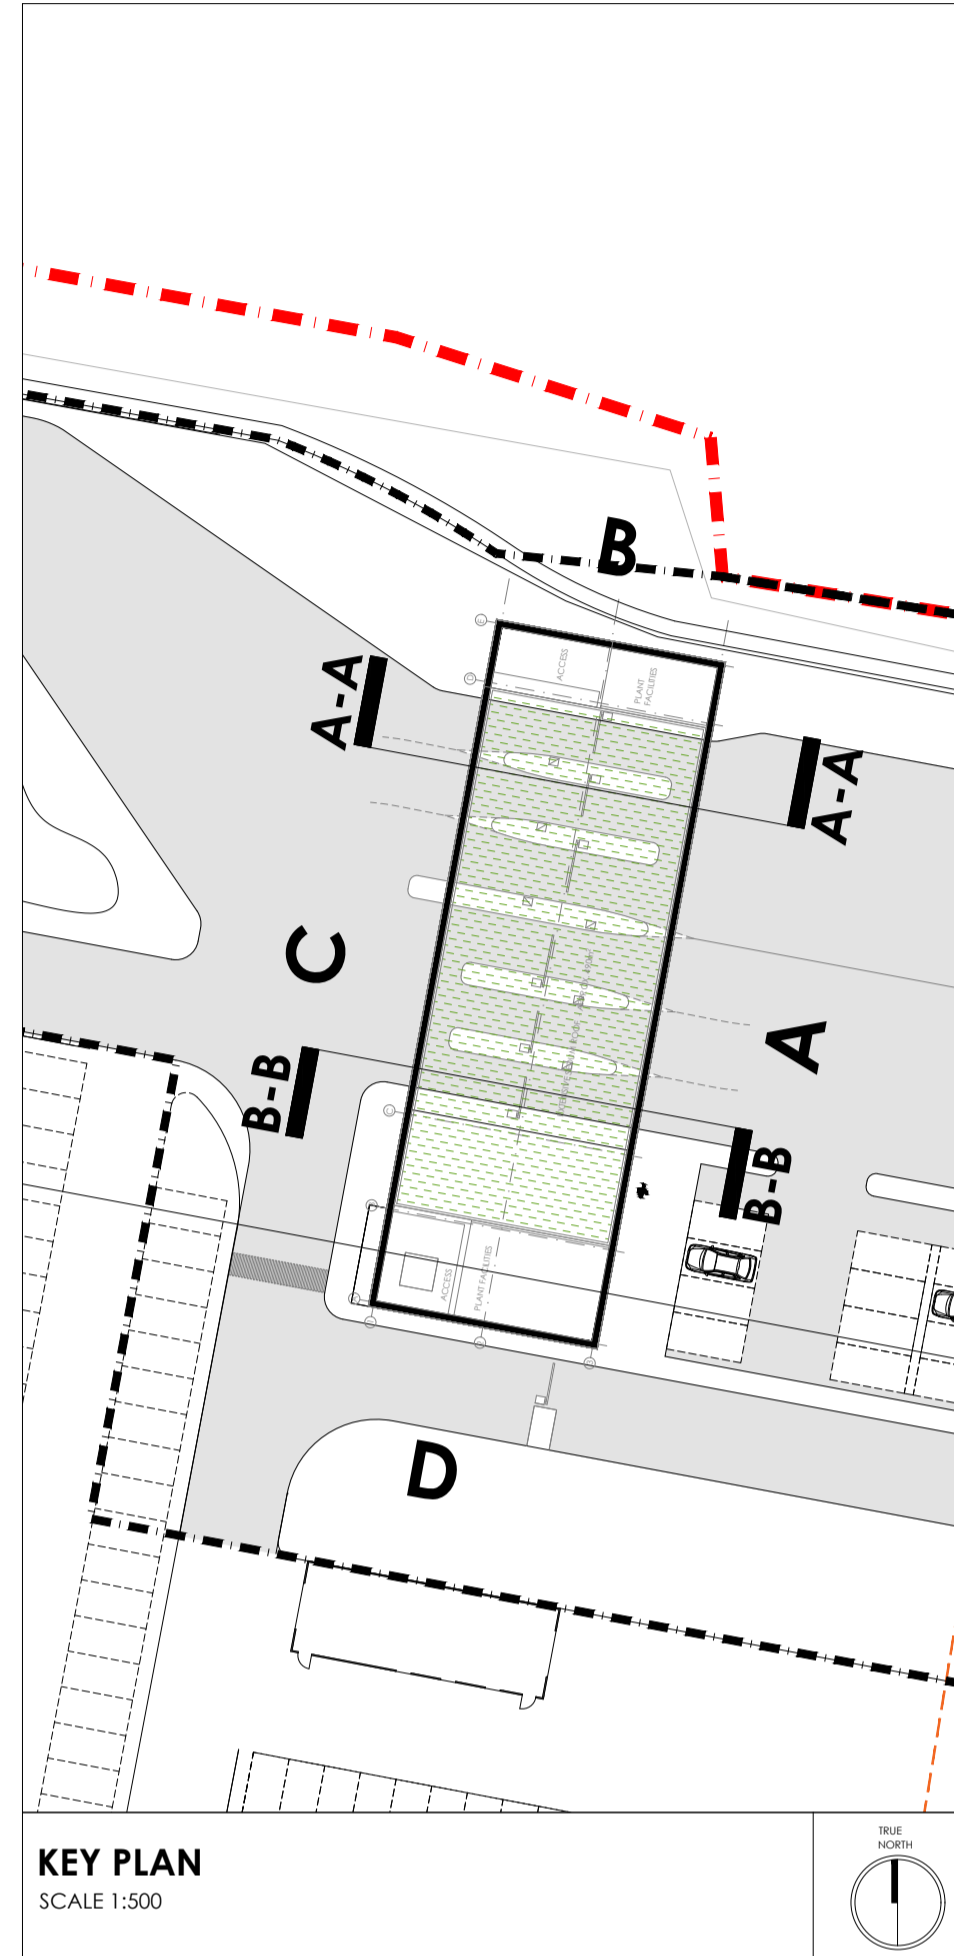 B
E
ACCESS
D
PLANT
FACILITIES
A-A
A-A
C
A
B-B
B-B
C
ACCESS
PLANT FACILITIES
D
KEY PLAN
SCALE 1:500
TRUE
NORTH